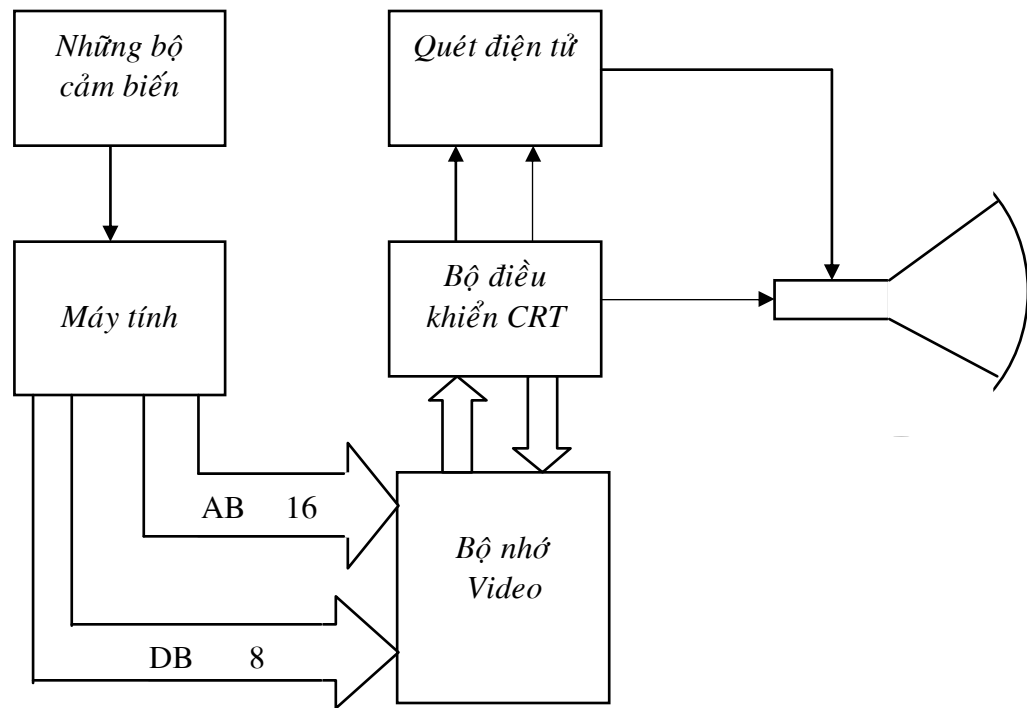 Những bộ
cảm biến
Quét điện tử
Máy tính
Bộ điều
khiển CRT
AB 16
Bộ nhớ
Video
DB 8